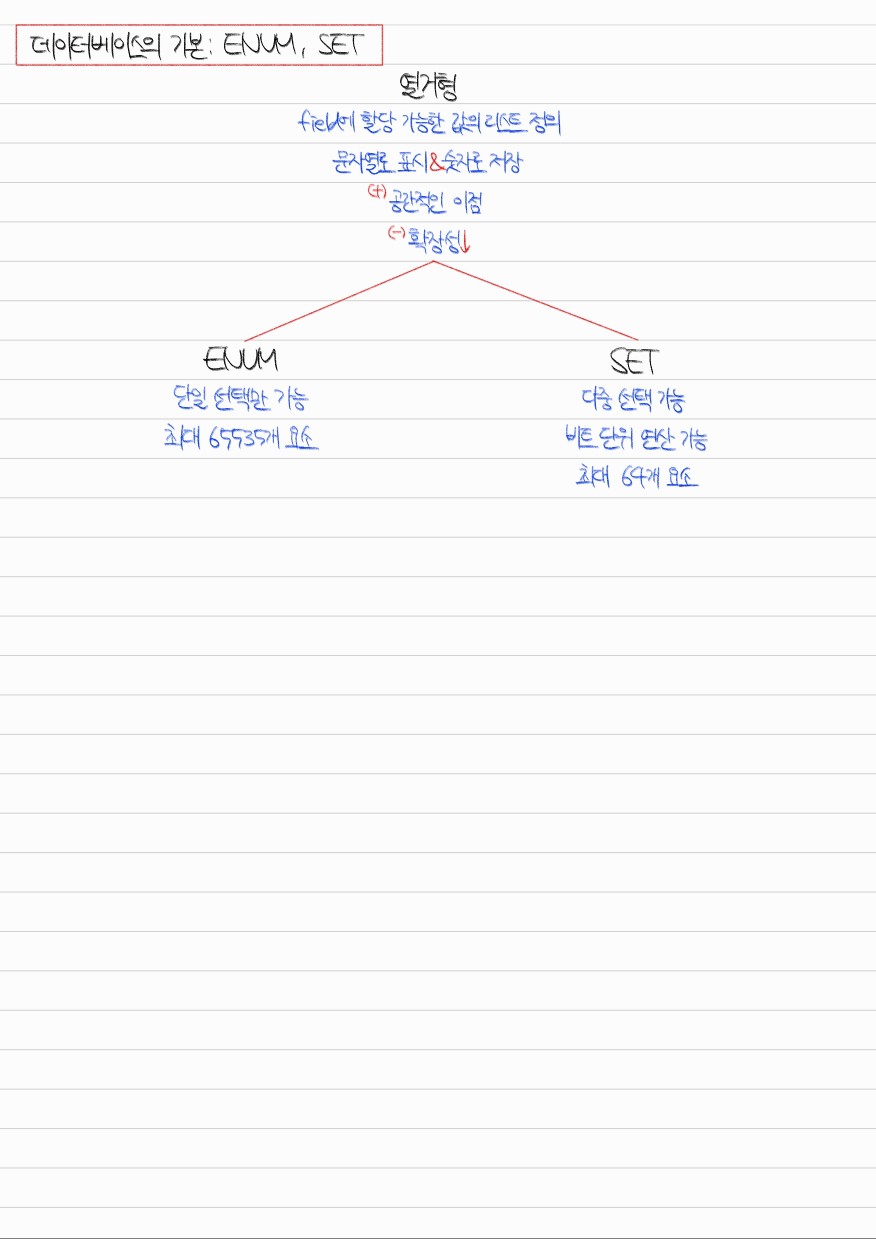 데이터베이스의 기본: ENUM, SET
열거형
field에 할당 가능한 값의 리스트 정의
문자열로 표시&숫자로 저장
(+) 공간적인 이점
(-) 확장성↓
ENUM
단일 선택만 가능
최대 65535개 요소
SET
다중 선택 가능
비트 단위 연산 가능
최대 64개 요소